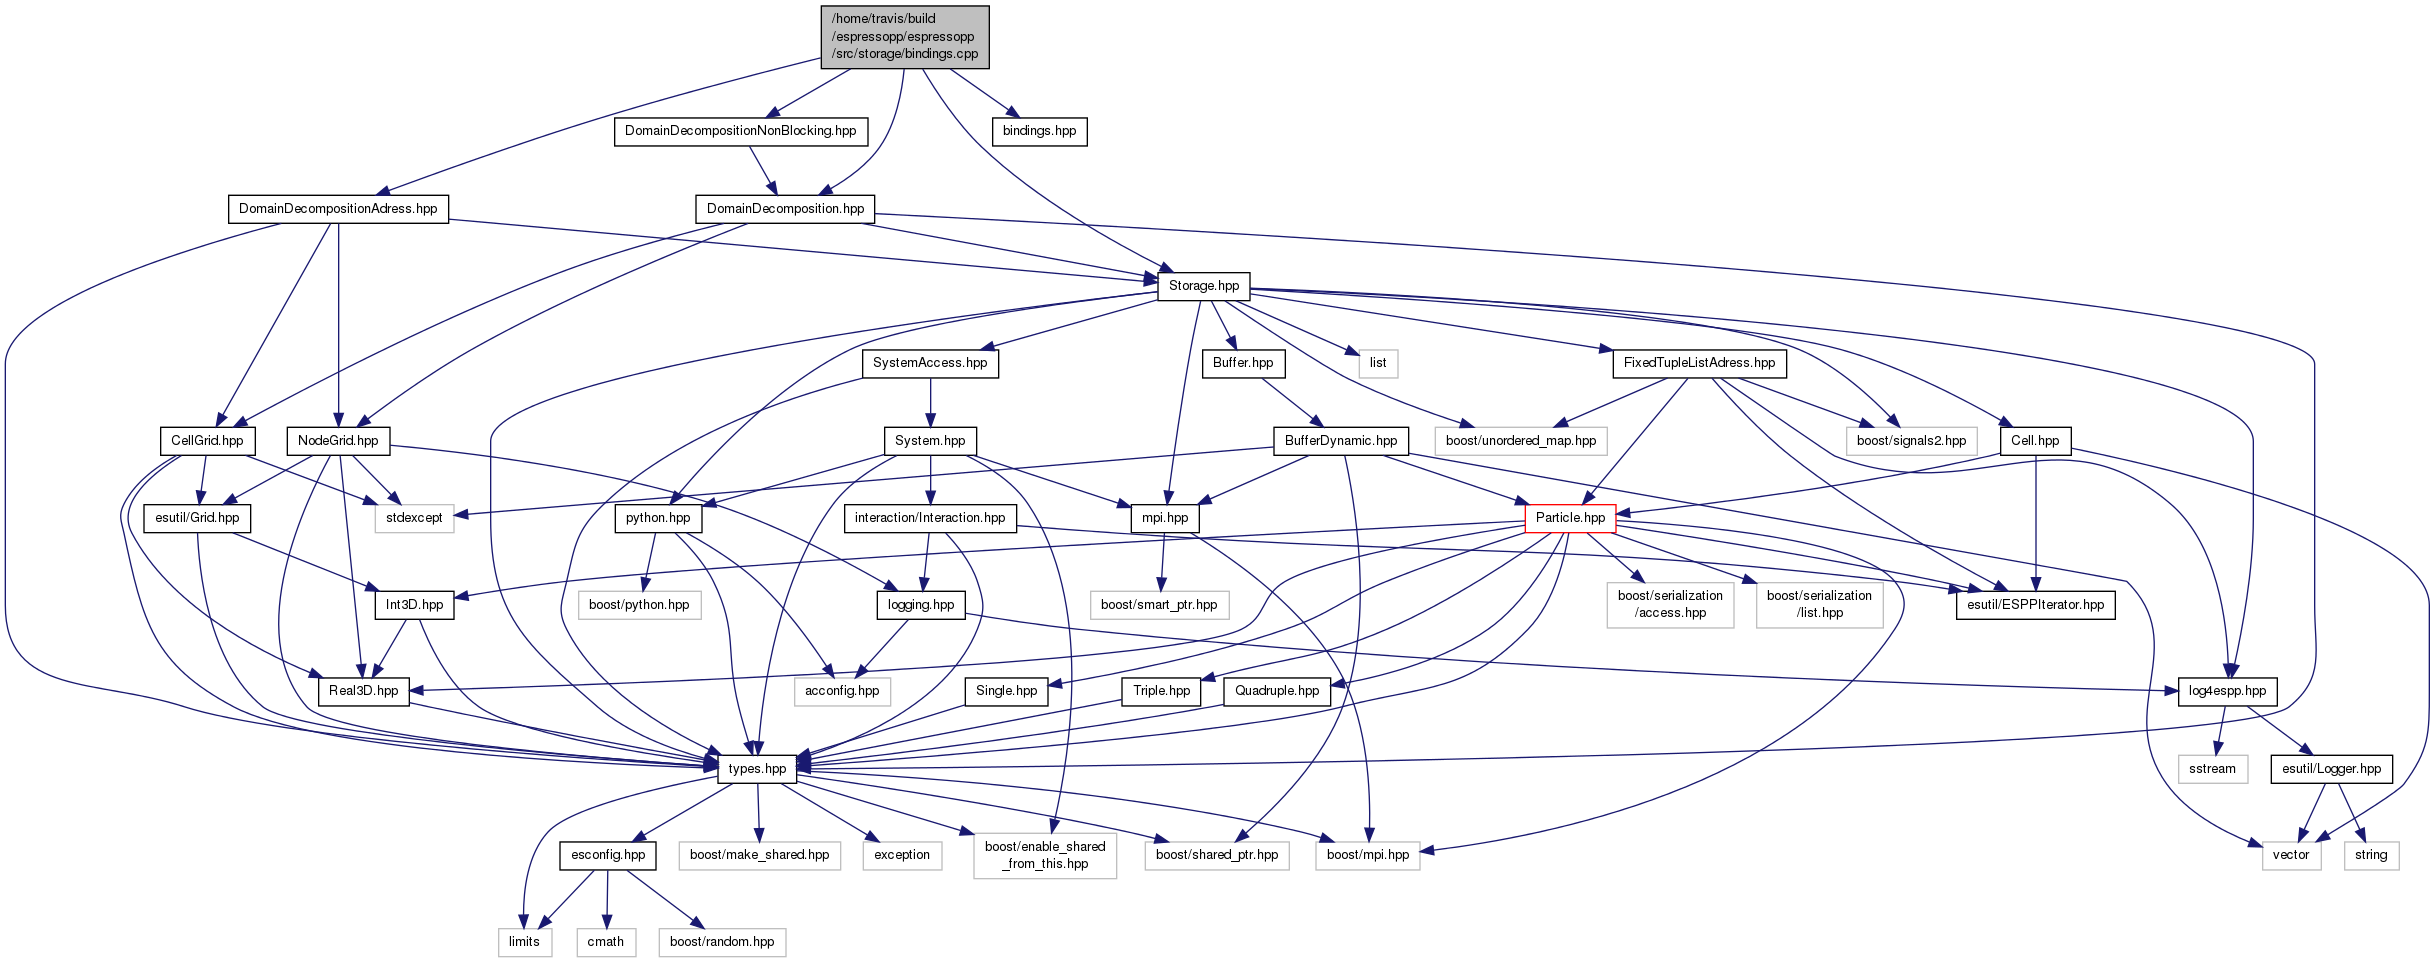 /home/travis/build
/espressopp/espressopp
/src/storage/bindings.cpp
DomainDecompositionNonBlocking.hpp
bindings.hpp
DomainDecompositionAdress.hpp
DomainDecomposition.hpp
Storage.hpp
SystemAccess.hpp
Buffer.hpp
list
FixedTupleListAdress.hpp
CellGrid.hpp
NodeGrid.hpp
System.hpp
BufferDynamic.hpp
boost/unordered_map.hpp
boost/signals2.hpp
Cell.hpp
esutil/Grid.hpp
stdexcept
python.hpp
interaction/Interaction.hpp
mpi.hpp
Particle.hpp
Int3D.hpp
boost/python.hpp
logging.hpp
boost/smart_ptr.hpp
boost/serialization
/access.hpp
boost/serialization
/list.hpp
esutil/ESPPIterator.hpp
Real3D.hpp
acconfig.hpp
Single.hpp
Triple.hpp
Quadruple.hpp
log4espp.hpp
types.hpp
sstream
esutil/Logger.hpp
esconfig.hpp
boost/make_shared.hpp
exception
boost/enable_shared
_from_this.hpp
boost/shared_ptr.hpp
boost/mpi.hpp
vector
string
limits
cmath
boost/random.hpp